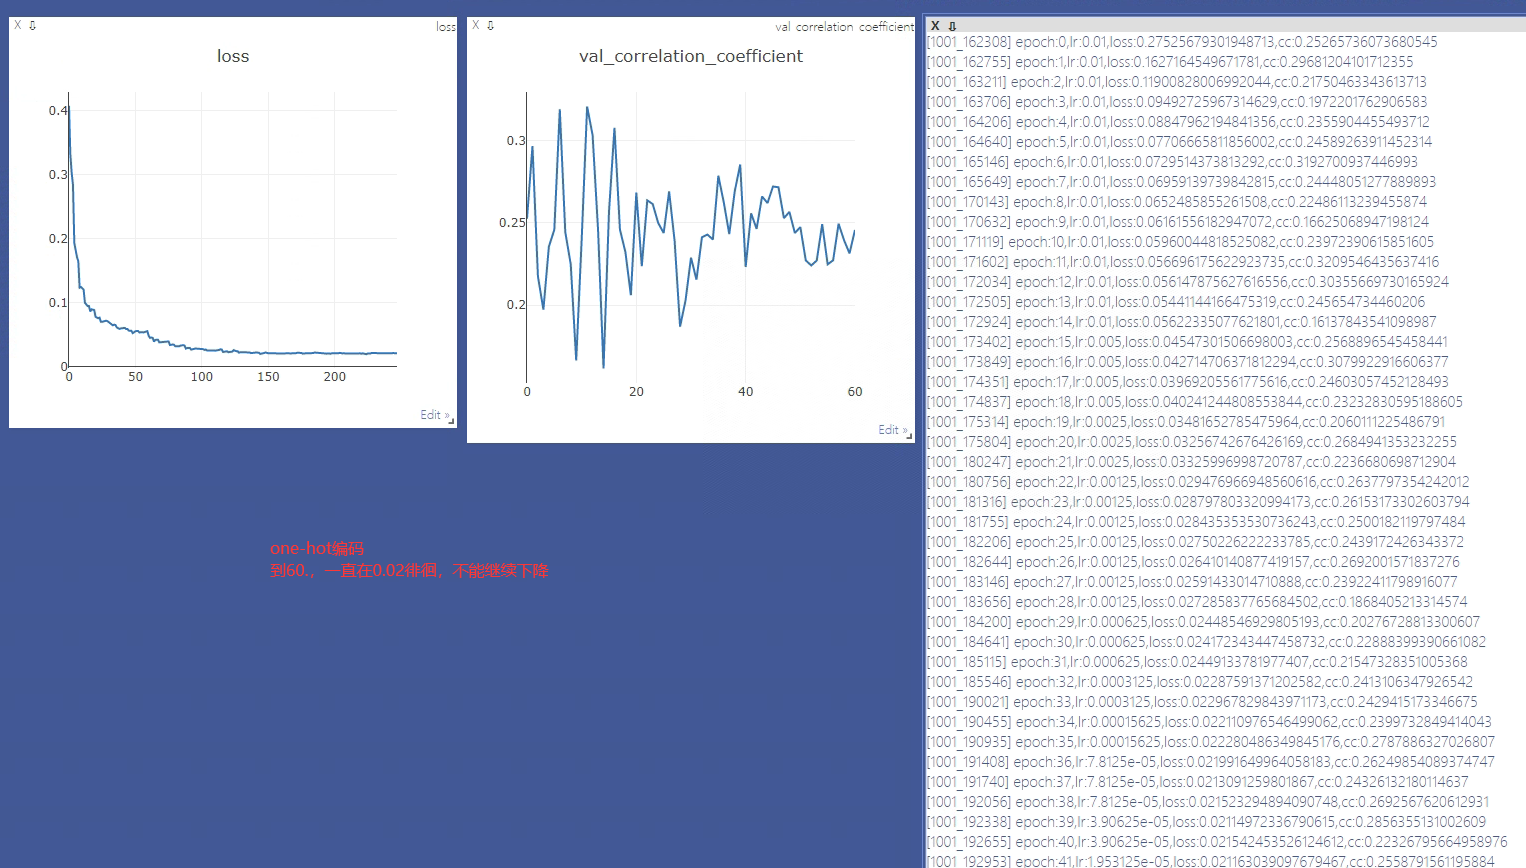 X ⇩ loss
loss
0.4
0.3
0.2
0.1
0
0 50 100 150 200
Edit »
X ⇩ val_correlation_coefficient
val_correlation_coefficient
0.3
0.25
0.2
0 20 40 60
Edit »
one-hot编码
到60.，一直在0.02徘徊，不能继续下降
X ⇩
[1001_162308] epoch:0,lr:0.01,loss:0.27525679301948713,cc:0.25265736073680545
[1001_162755] epoch:1,lr:0.01,loss:0.1627164549671781,cc:0.29681204101712355
[1001_163211] epoch:2,lr:0.01,loss:0.11900828006992044,cc:0.21750463343613713
[1001_163706] epoch:3,lr:0.01,loss:0.09492725967314629,cc:0.1972201762906583
[1001_164206] epoch:4,lr:0.01,loss:0.08847962194841356,cc:0.2355904455493712
[1001_164640] epoch:5,lr:0.01,loss:0.07706665811856002,cc:0.24589263911452314
[1001_165146] epoch:6,lr:0.01,loss:0.0729514373813292,cc:0.3192700937446993
[1001_165649] epoch:7,lr:0.01,loss:0.06959139739842815,cc:0.24448051277889893
[1001_170143] epoch:8,lr:0.01,loss:0.0652485855261508,cc:0.22486113239455874
[1001_170632] epoch:9,lr:0.01,loss:0.06161556182947072,cc:0.16625068947198124
[1001_171119] epoch:10,lr:0.01,loss:0.05960044818525082,cc:0.23972390615851605
[1001_171602] epoch:11,lr:0.01,loss:0.056696175622923735,cc:0.3209546435637416
[1001_172034] epoch:12,lr:0.01,loss:0.056147875627616556,cc:0.30355669730165924
[1001_172505] epoch:13,lr:0.01,loss:0.05441144166475319,cc:0.245654734460206
[1001_172924] epoch:14,lr:0.01,loss:0.05622335077621801,cc:0.16137843541098987
[1001_173402] epoch:15,lr:0.005,loss:0.04547301506698003,cc:0.2568896545458441
[1001_173849] epoch:16,lr:0.005,loss:0.042714706371812294,cc:0.3079922916606377
[1001_174351] epoch:17,lr:0.005,loss:0.03969205561775616,cc:0.24603057452128493
[1001_174837] epoch:18,lr:0.005,loss:0.040241244808553844,cc:0.23232830595188605
[1001_175314] epoch:19,lr:0.0025,loss:0.03481652785475964,cc:0.2060111225486791
[1001_175804] epoch:20,lr:0.0025,loss:0.03256742676426169,cc:0.2684941353232255
[1001_180247] epoch:21,lr:0.0025,loss:0.03325996998720787,cc:0.2236680698712904
[1001_180756] epoch:22,lr:0.00125,loss:0.029476966948560616,cc:0.2637797354242012
[1001_181316] epoch:23,lr:0.00125,loss:0.028797803320994173,cc:0.26153173302603794
[1001_181755] epoch:24,lr:0.00125,loss:0.028435353530736243,cc:0.2500182119797484
[1001_182206] epoch:25,lr:0.00125,loss:0.02750226222233785,cc:0.2439172426343372
[1001_182644] epoch:26,lr:0.00125,loss:0.026410140877419157,cc:0.2692001571837276
[1001_183146] epoch:27,lr:0.00125,loss:0.02591433014710888,cc:0.23922411798916077
[1001_183656] epoch:28,lr:0.00125,loss:0.027285837765684502,cc:0.1868405213314574
[1001_184200] epoch:29,lr:0.000625,loss:0.02448546929805193,cc:0.20276728813300607
[1001_184641] epoch:30,lr:0.000625,loss:0.024172343447458732,cc:0.22888399390661082
[1001_185115] epoch:31,lr:0.000625,loss:0.02449133781977407,cc:0.21547328351005368
[1001_185546] epoch:32,lr:0.0003125,loss:0.02287591371202582,cc:0.2413106347926542
[1001_190021] epoch:33,lr:0.0003125,loss:0.022967829843971173,cc:0.2429415173346675
[1001_190455] epoch:34,lr:0.00015625,loss:0.022110976546499062,cc:0.2399732849414043
[1001_190935] epoch:35,lr:0.00015625,loss:0.022280486349845176,cc:0.2787886327026807
[1001_191408] epoch:36,lr:7.8125e-05,loss:0.021991649964058183,cc:0.26249854089374747
[1001_191740] epoch:37,lr:7.8125e-05,loss:0.0213091259801867,cc:0.24326132180114637
[1001_192056] epoch:38,lr:7.8125e-05,loss:0.021523294894090748,cc:0.2692567620612931
[1001_192338] epoch:39,lr:3.90625e-05,loss:0.02114972336790615,cc:0.2856355131002609
[1001_192655] epoch:40,lr:3.90625e-05,loss:0.021542453526124612,cc:0.22326795664958976
[1001_192953] epoch:41,lr:1.953125e-05,loss:0.021163039097679467,cc:0.2558791561195884